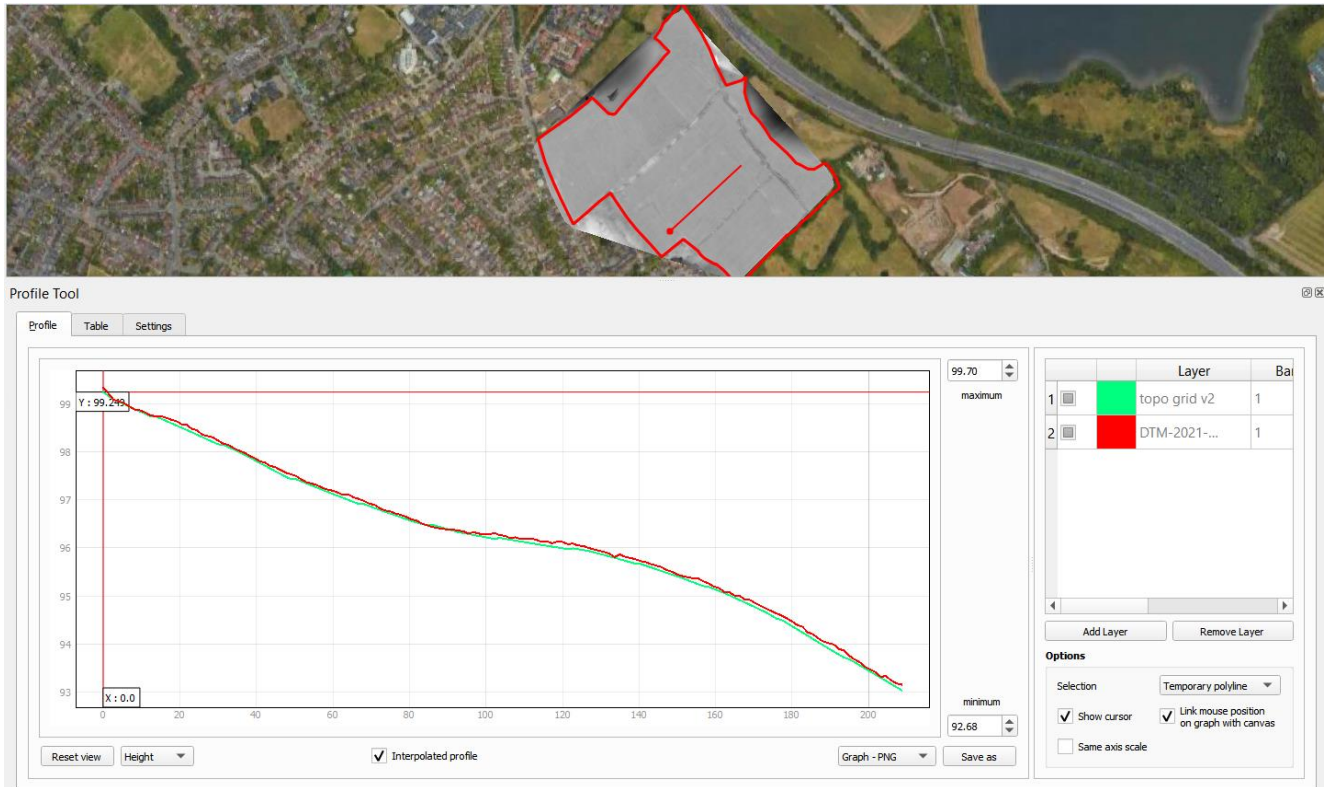 Profile Tool
Profile
Table
Settings
99.70
maximum
Layer
Bai
99
Y : 99.249
1
topo grid v2
1
2
DTM-2021-...
1
98
97
96
95
94
93
X : 0.0
0
20
40
60
80
100
120
140
160
180
200
minimum
92.68
Add Layer
Remove Layer
Options
Selection
Temporary polyline
Show cursor
Link mouse position
on graph with canvas
Same axis scale
Reset view
Height
Interpolated profile
Graph - PNG
Save as